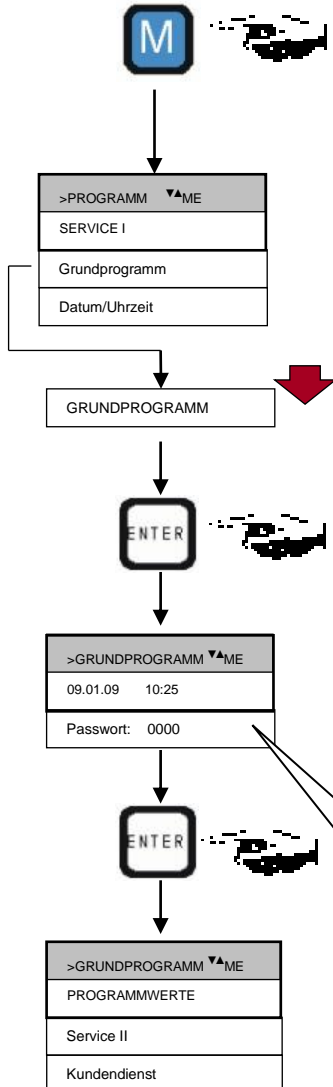 M
>PROGRAMM ▼▲ME
SERVICE I
Grundprogramm
Datum/Uhrzeit
GRUNDPROGRAMM
ENTER
>GRUNDPROGRAMM ▼▲ME
09.01.09 10:25
Passwort: 0000
ENTER
>GRUNDPROGRAMM ▼▲ME
PROGRAMMWERTE
Service II
Kundendienst